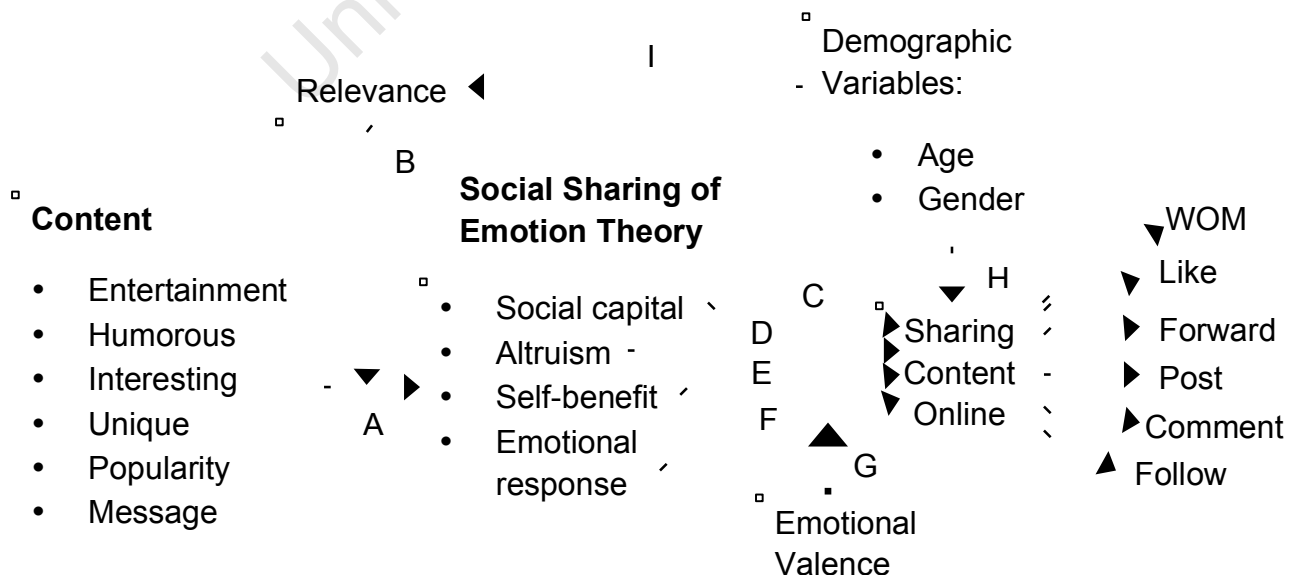 Uni
I
Demographic
Variables:
• Age
• Gender
Relevance
B
Content
• Entertainment
• Humorous
• Interesting
• Unique
• Popularity
• Message
A
Social Sharing of
Emotion Theory
• Social capital
• Altruism
• Self-benefit
• Emotional
response
C
D
E
F
G
H
Sharing
Content
Online
Emotional
Valence
WOM
Like
Forward
Post
Comment
Follow